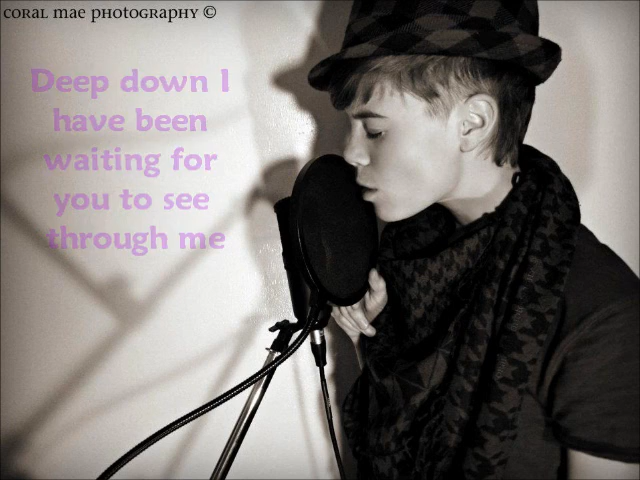 CORAL MAE PHOTOGRAPHY ©
Deep down I
have been
waiting for
you to see
through me